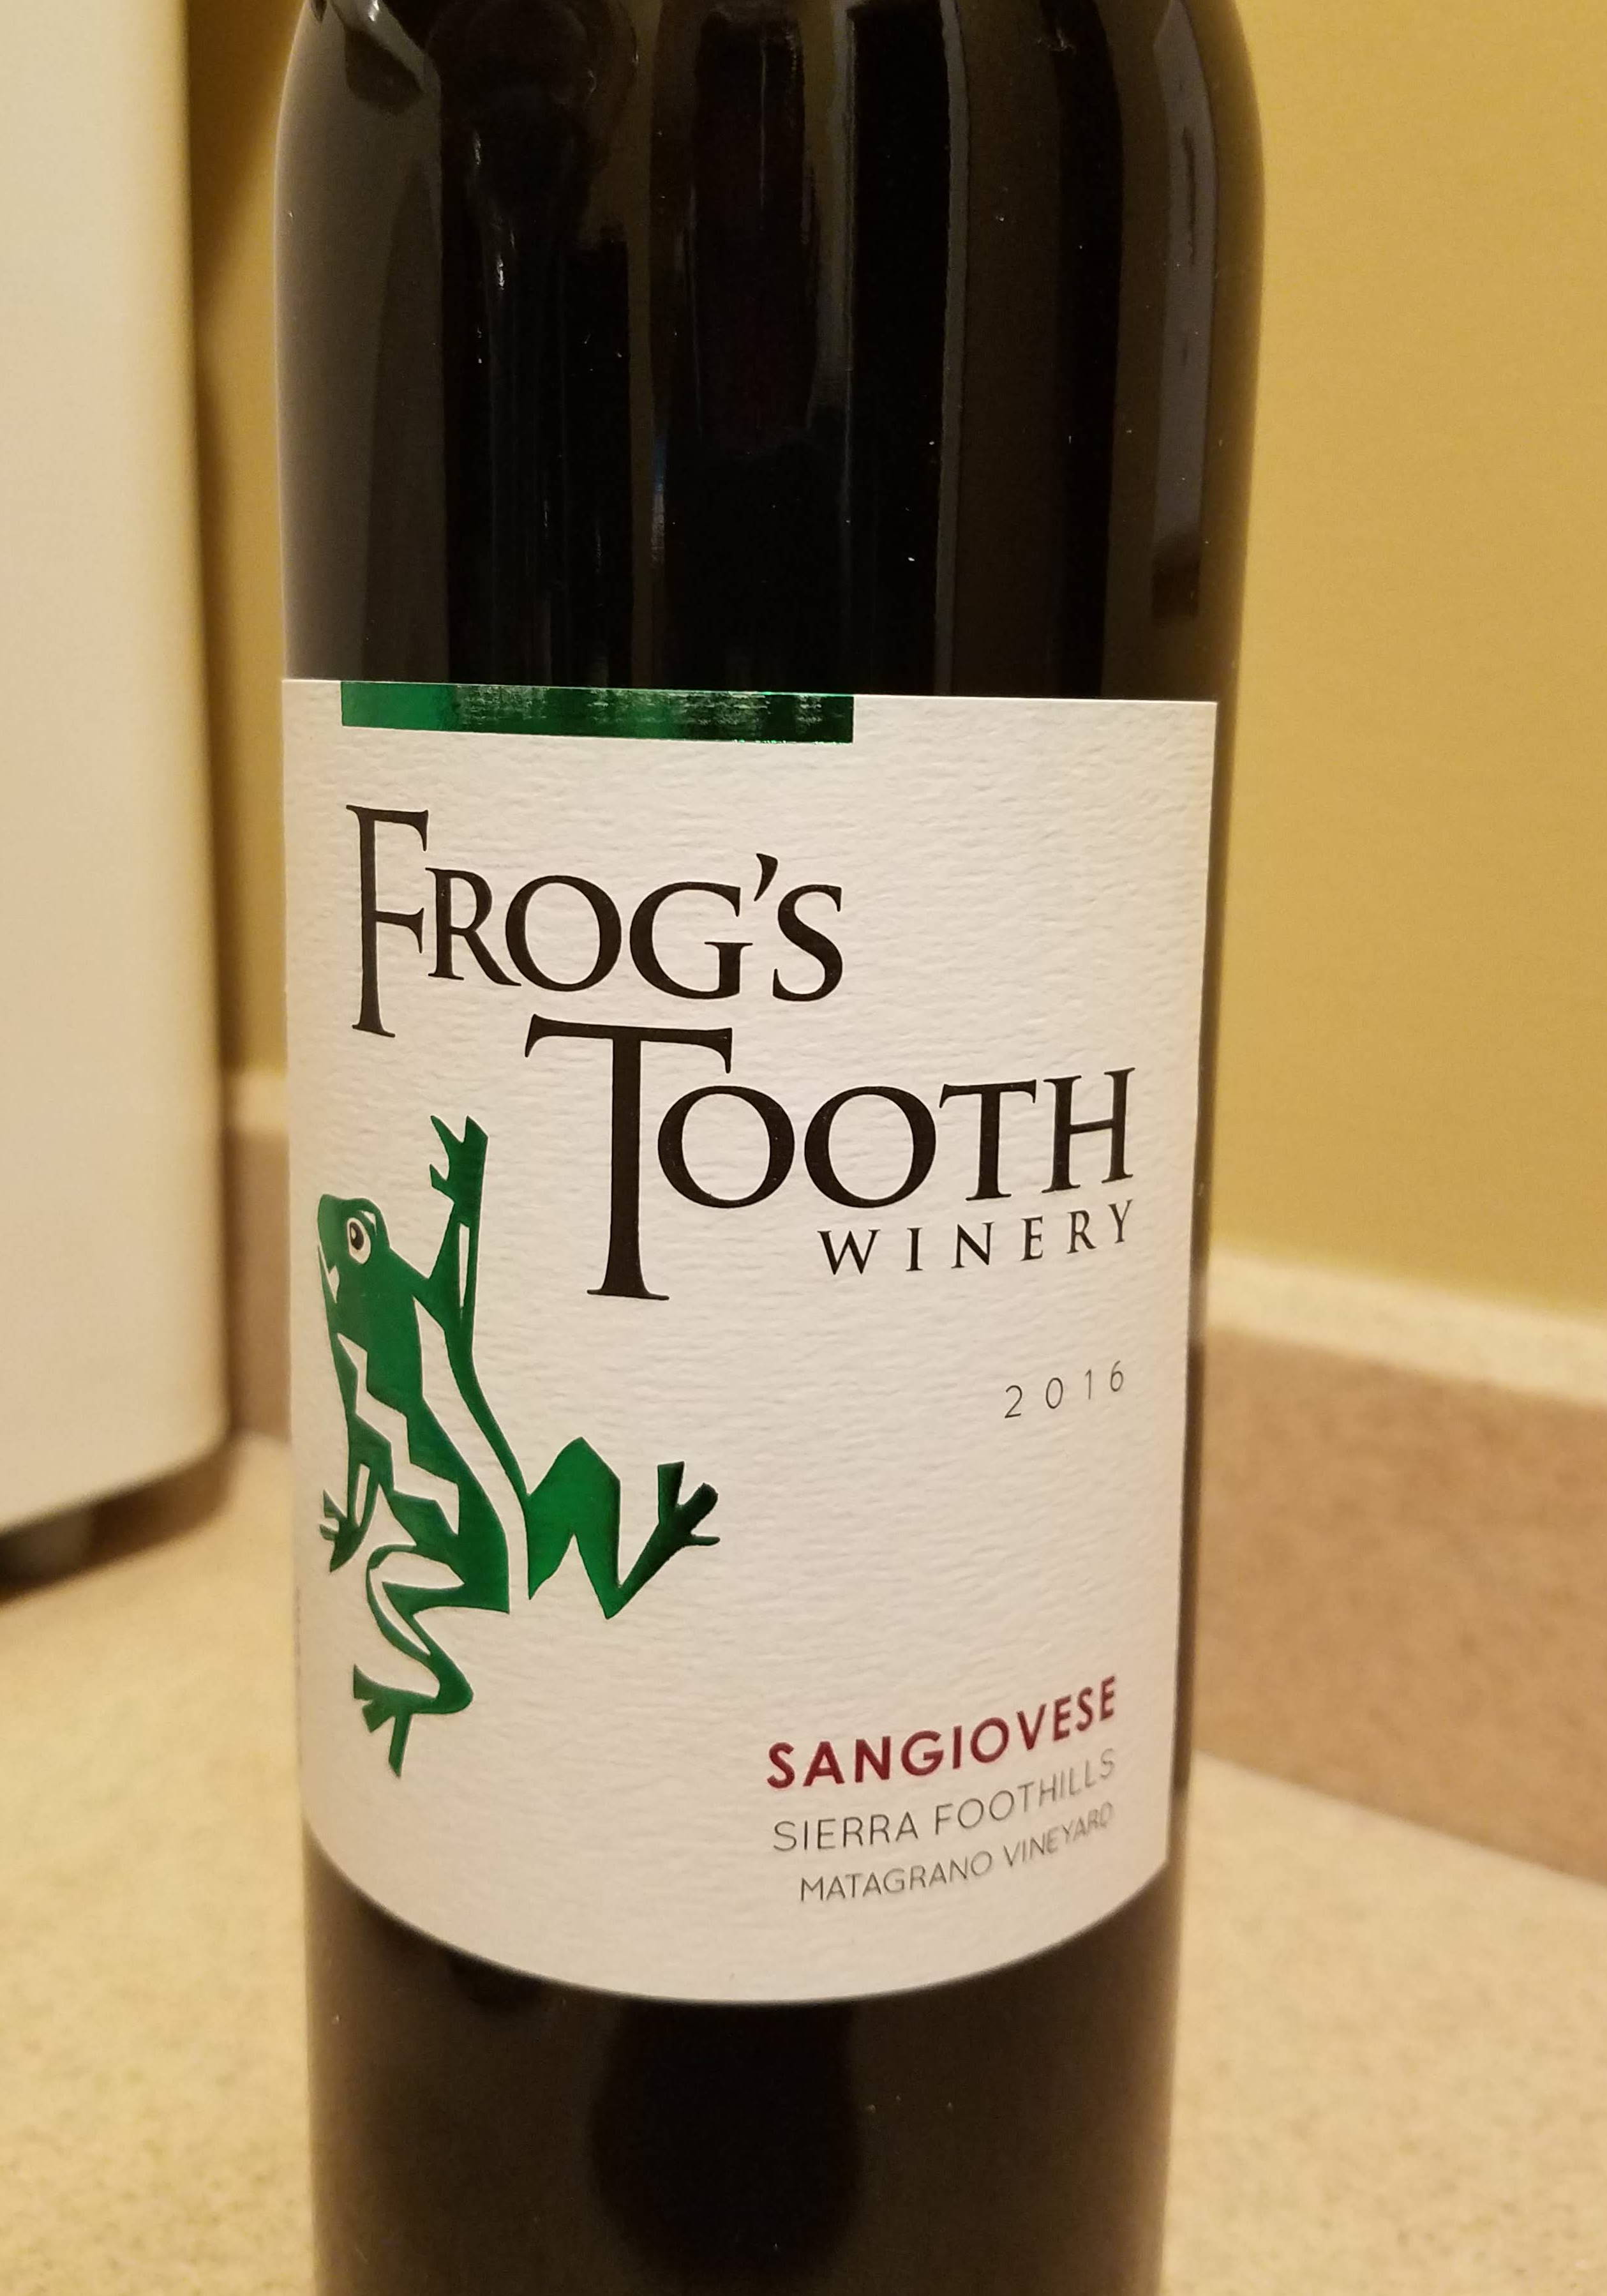 FROG'S
TOOTH
WINERY
2016
SANGIOVESE
SIERRA FOOTHILLS
MATAGRANO VINEYARD